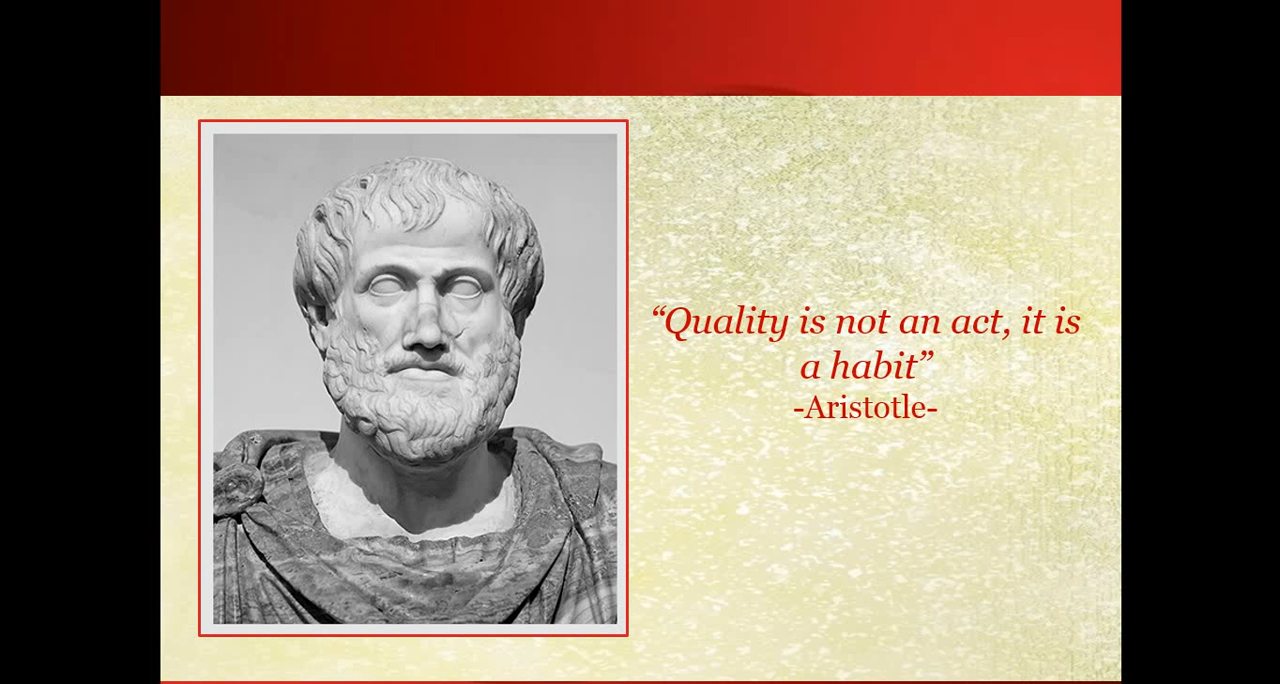 “Quality is not an act, it is
a habit”
-Aristotle-